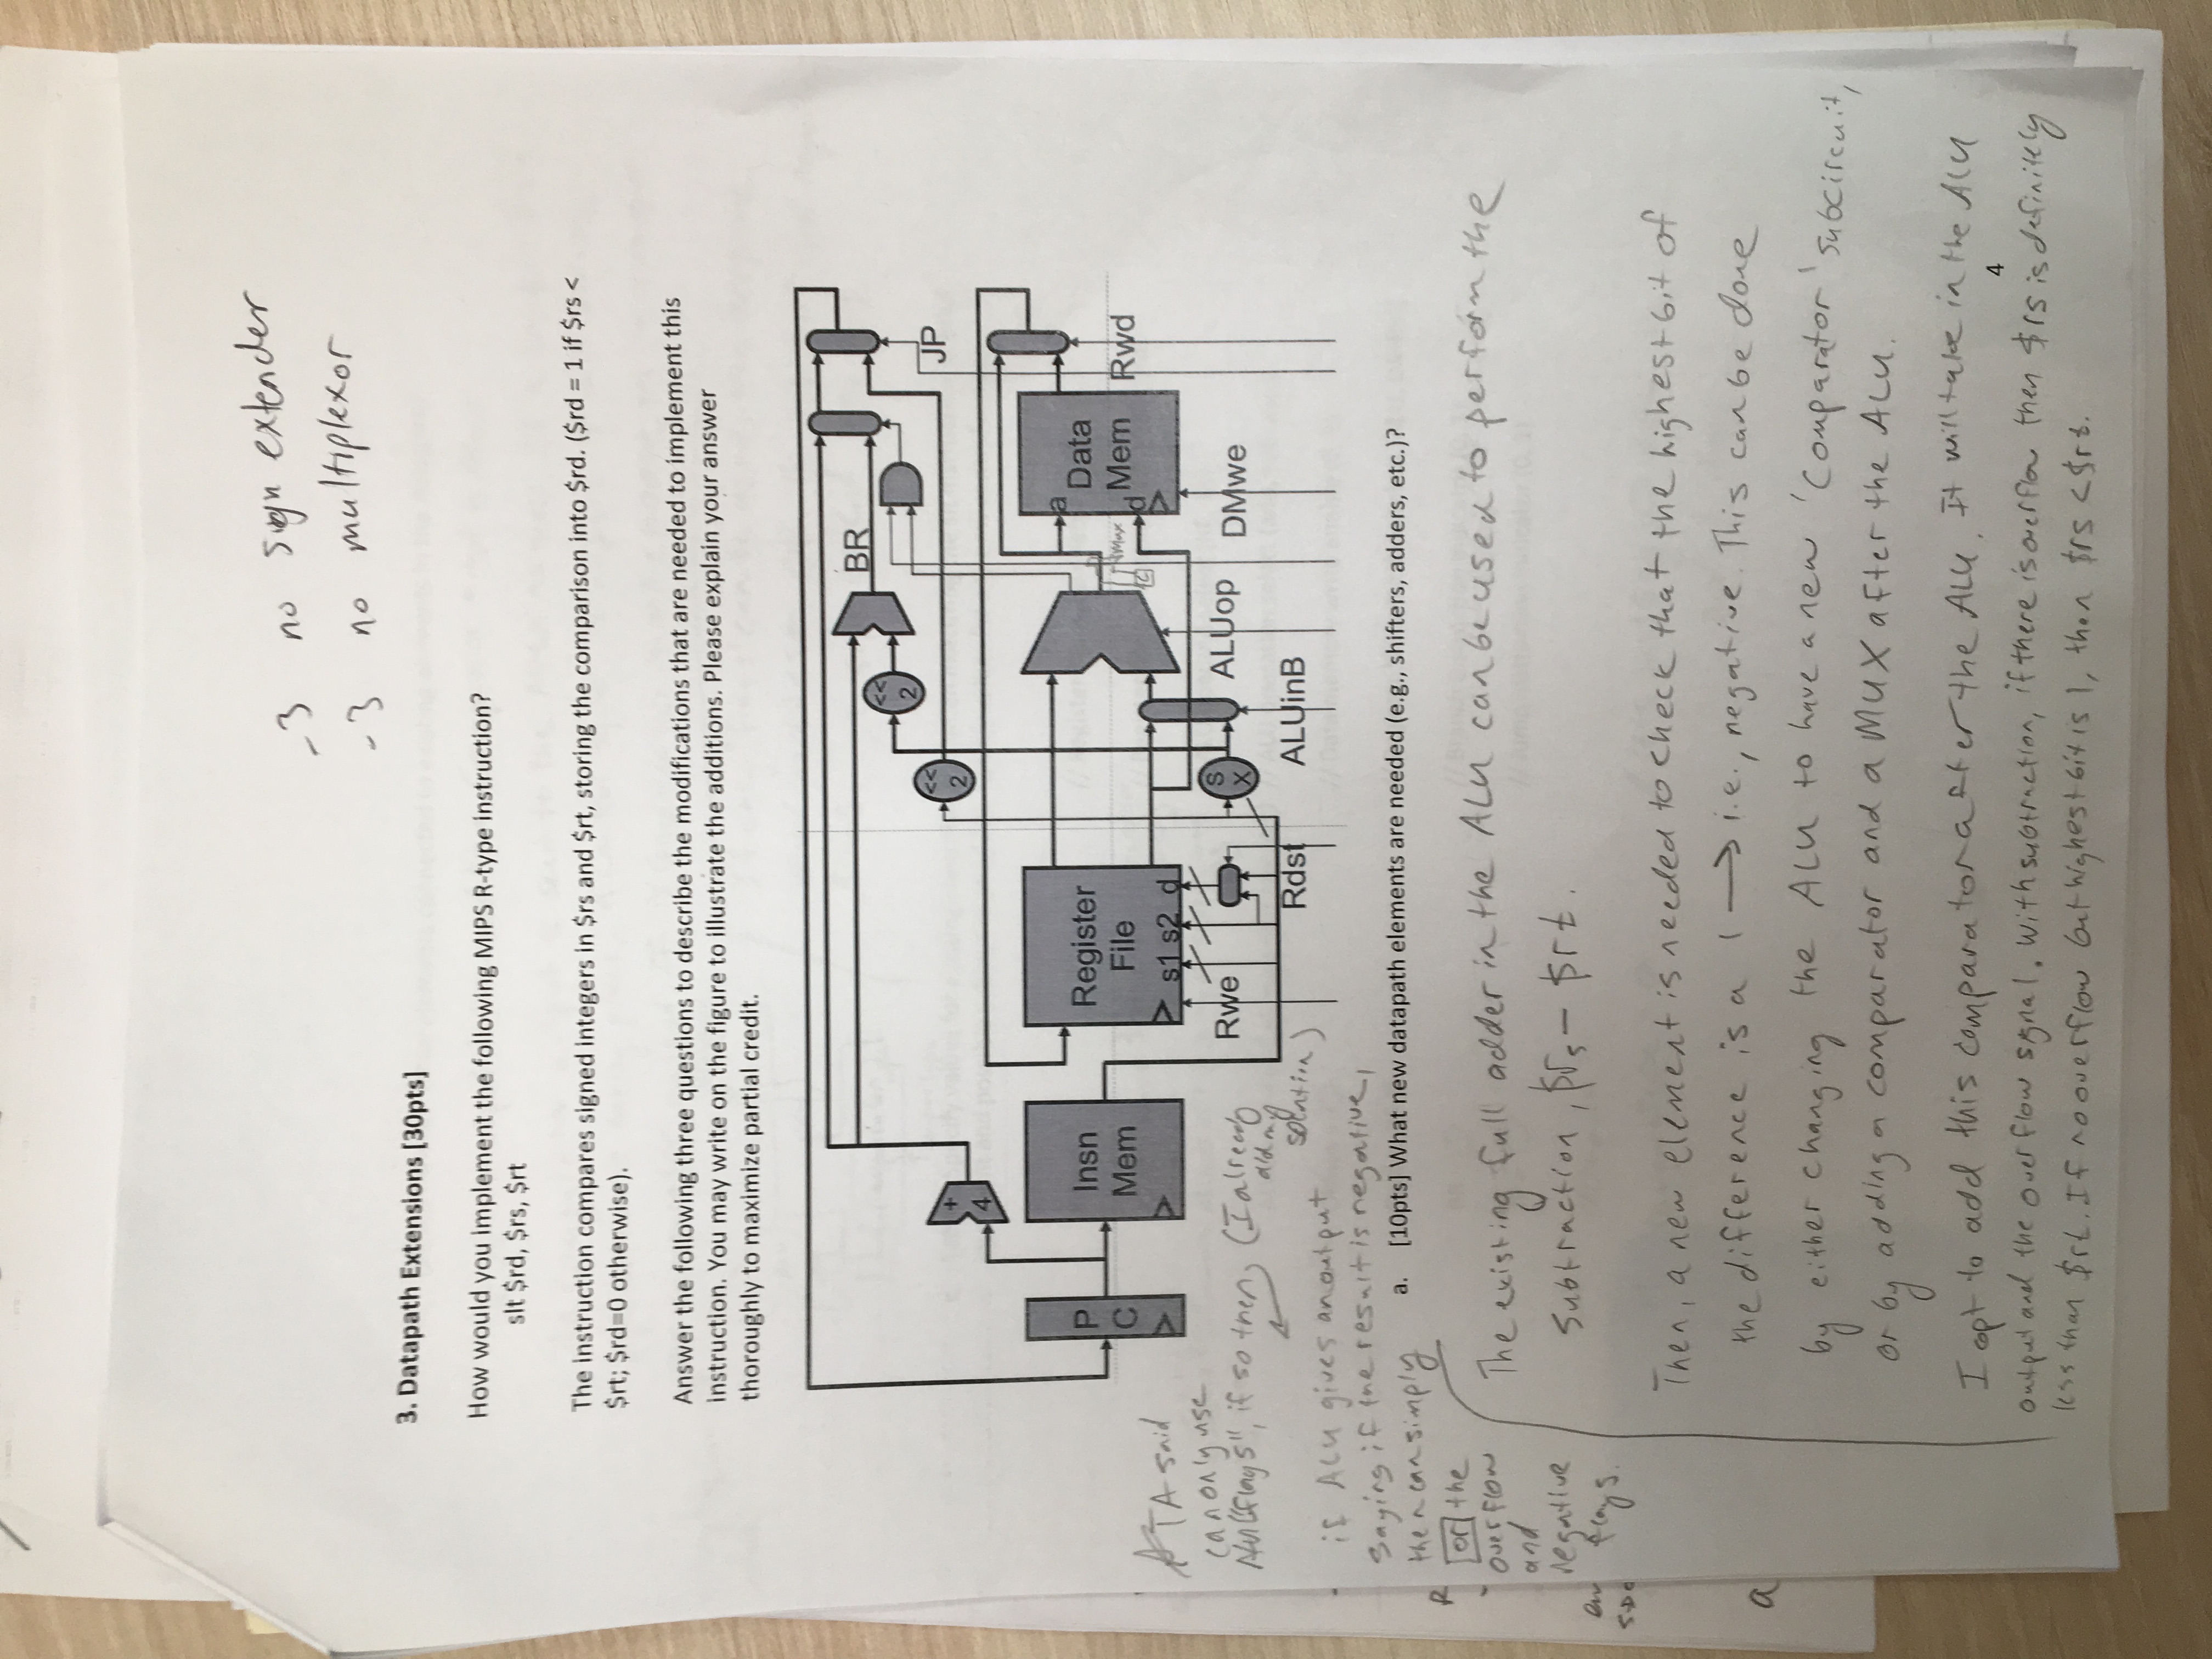 -3 no sign extender
-3 no multiplexor
3. Datapath Extensions [30pts]
How would you implement the following MIPS R-type instruction?
slt $rd, $rs, $rt
The instruction compares signed integers in $rs and $rt, storing the comparison into $rd. ($rd = 1 if $rs <
$rt; $rd=0 otherwise).
Answer the following three questions to describe the modifications that are needed to implement this
instruction. You may write on the figure to illustrate the additions. Please explain your answer
thoroughly to maximize partial credit.
BR
<<
2
<<
2
JP
+
4
P
C
Insn
Mem
Register
File
s1 s2 d
a
d
Data
Mem
Rwd
C
Rwe
Rdst
S
X
ALUinB
ALUop
DMwe
TA said
can only use
ALU "flags", if so then, (I already
did my
solution)
if ALU gives an output
saying if the result is negative,
then can simply
or the
overflow
and
negative
flags.
a. [10pts] What new datapath elements are needed (e.g., shifters, adders, etc.)?
The existing full adder in the ALU can be used to perform the
subtraction, $rs - $rt.
Then, a new element is needed to check that the highest bit of
the difference is a 1 → i.e., negative. This can be done
by either changing the ALU to have a new 'Comparator' subcircuit,
or by adding a comparator and a MUX after the ALU.
I opt to add this comparator after the ALU. It will take in the ALU
output and the overflow signal. With subtraction, if there is overflow then $rs is definitely
less than $rt. If no overflow but highest bit is 1, then $rs < $rt.
4
R
a